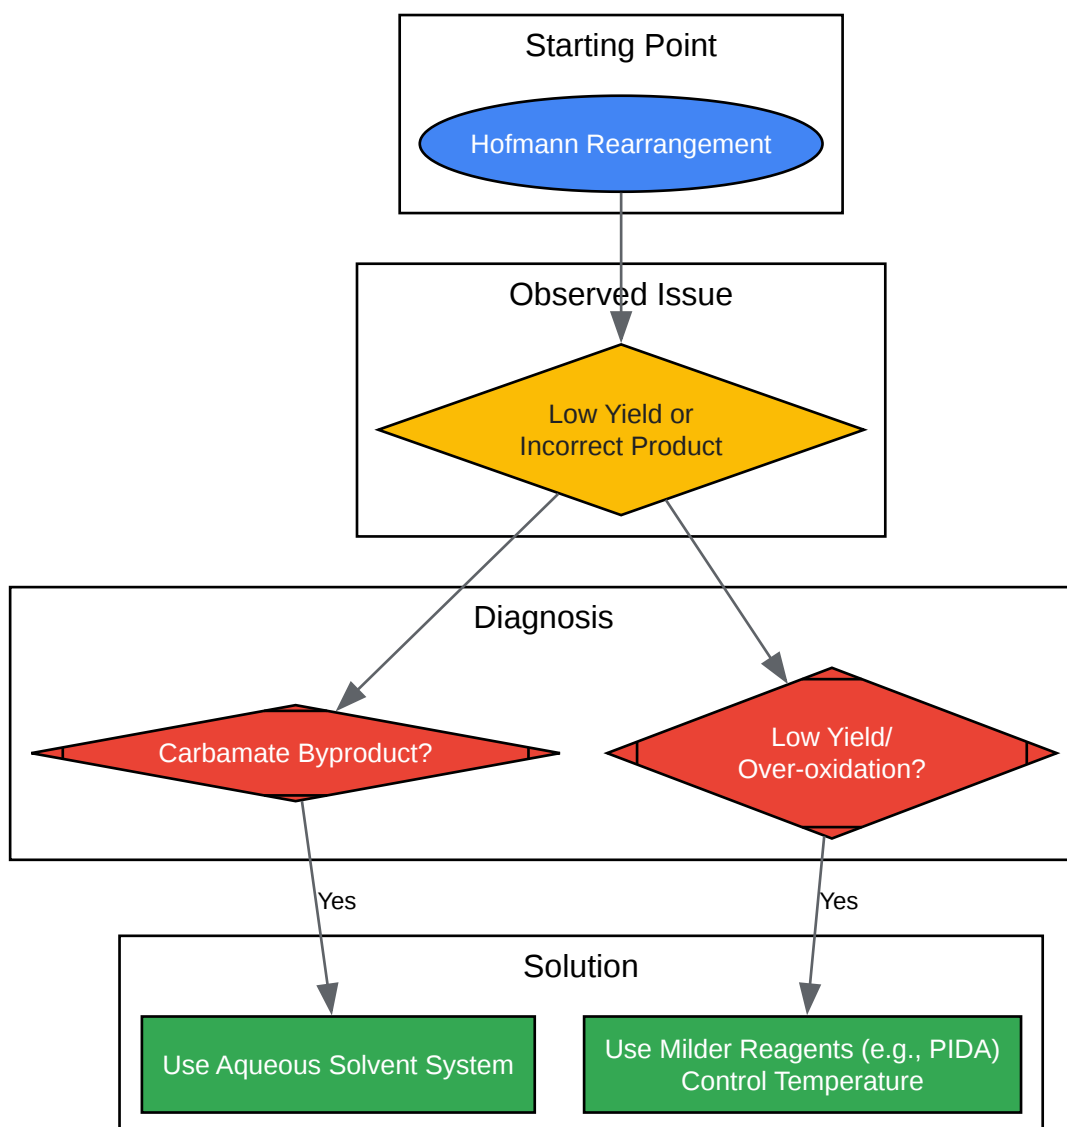 Starting Point
Hofmann Rearrangement
Observed Issue
Low Yield or
Incorrect Product
Diagnosis
Carbamate Byproduct?
Low Yield/
Over-oxidation?
Yes
Yes
Solution
Use Aqueous Solvent System
Use Milder Reagents (e.g., PIDA)
Control Temperature